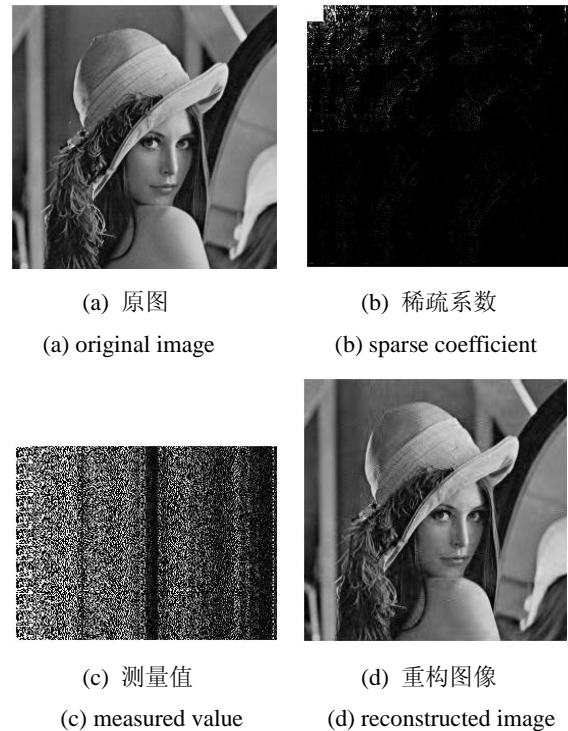 (a) 原图
(b) 稀疏系数
(a) original image
(b) sparse coefficient
(c) 测量值
(d) 重构图像
(c) measured value
(d) reconstructed image